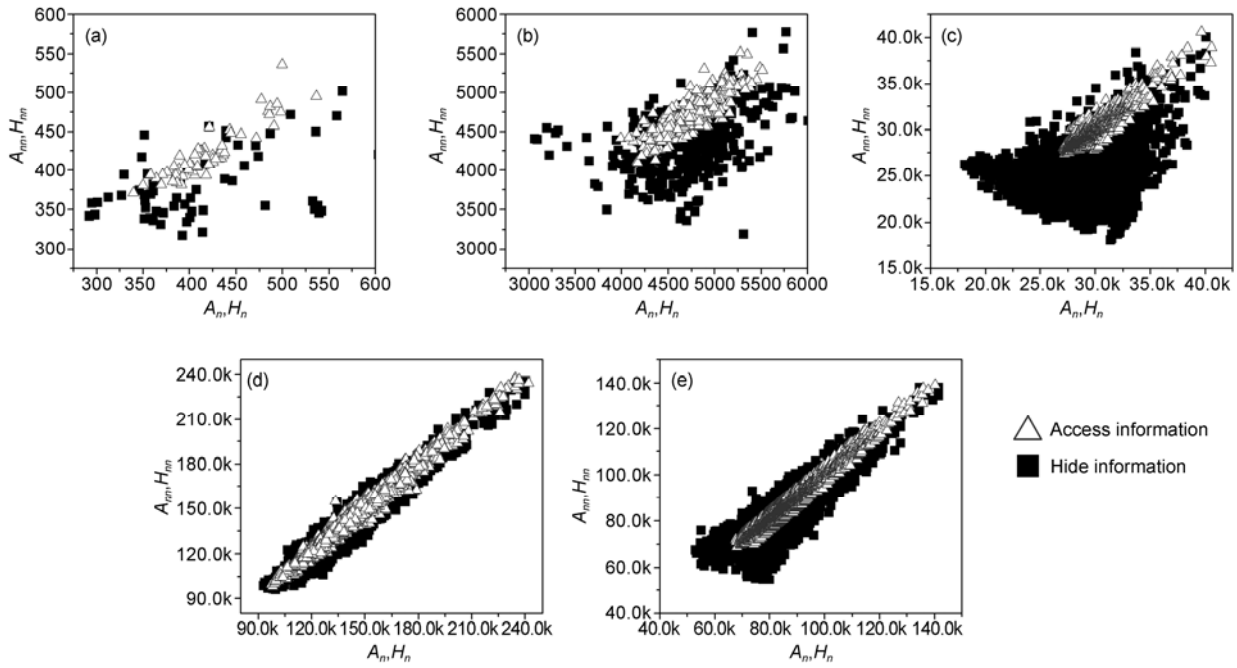 (a)
600
550
500
450
400
350
300
300 350 400 450 500 550 600
A_nn,H_nn
A_n,H_n
(b)
6000
5500
5000
4500
4000
3500
3000
3000 3500 4000 4500 5000 5500 6000
A_nn,H_nn
A_n,H_n
(c)
40.0k
35.0k
30.0k
25.0k
20.0k
15.0k
15.0k 20.0k 25.0k 30.0k 35.0k 40.0k
A_nn,H_nn
A_n,H_n
(d)
240.0k
210.0k
180.0k
150.0k
120.0k
90.0k
90.0k 120.0k 150.0k 180.0k 210.0k 240.0k
A_nn,H_nn
A_n,H_n
(e)
140.0k
120.0k
100.0k
80.0k
60.0k
40.0k
40.0k 60.0k 80.0k 100.0k 120.0k 140.0k
A_nn,H_nn
A_n,H_n
Access information
Hide information